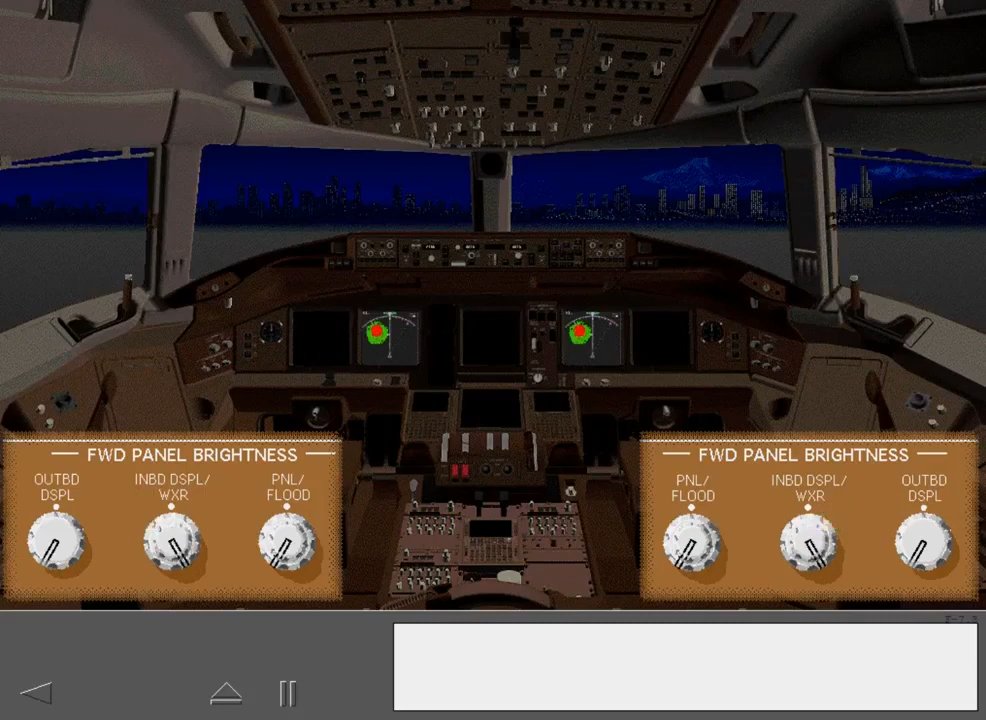 FWD PANEL BRIGHTNESS
OUTBD
DSPL
INBD DSPL/
WXR
PNL/
FLOOD
FWD PANEL BRIGHTNESS
PNL/
FLOOD
INBD DSPL/
WXR
OUTBD
DSPL